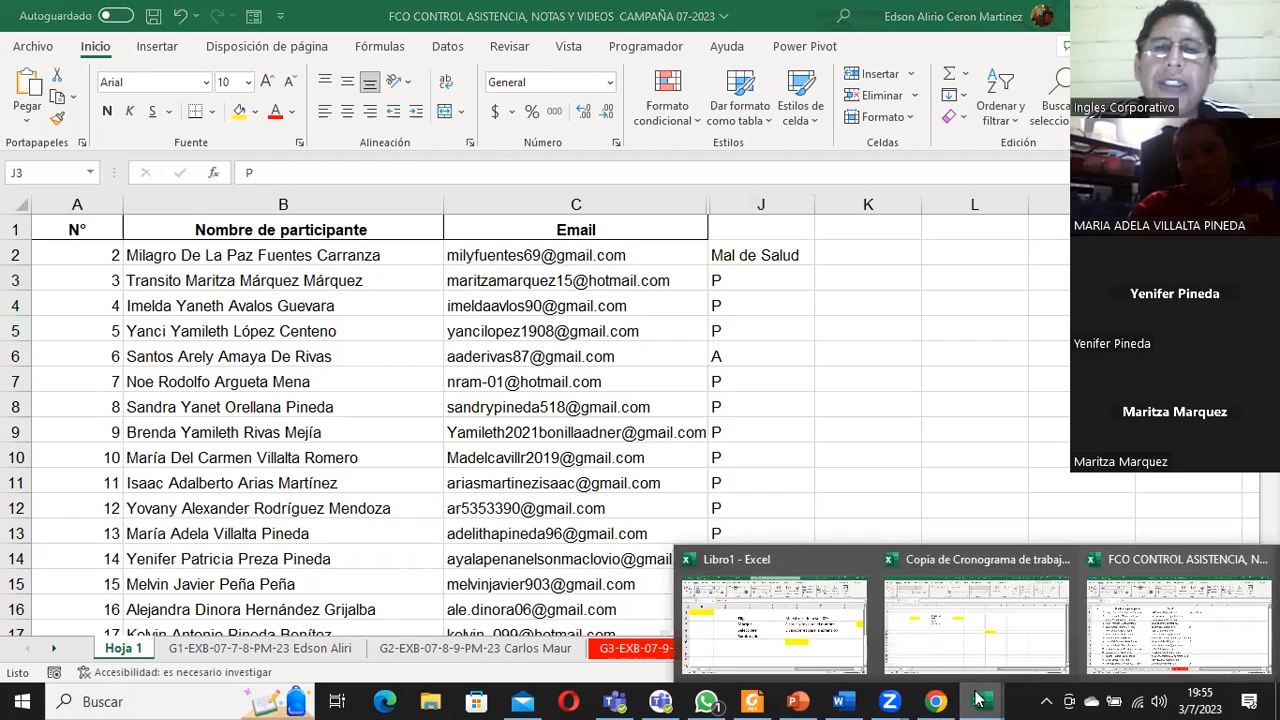 Autoguardado
FCO CONTROL ASISTENCIA, NOTAS Y VIDEOS CAMPAÑA 07-2023
Edson Alirio Ceron Martinez
Archivo Inicio Insertar Disposición de página Fórmulas Datos Revisar Vista Programador Ayuda Power Pivot
Pegar
Arial 10
N K S
General
$ % 000
Formato condicional
Dar formato como tabla
Estilos de celda
Insertar
Eliminar
Formato
Ordenar y filtrar
Portapapeles Fuente Alineación Número Estilos Celdas Edición
Ingles Corporativo
J3 fx P
A B C J K L
1 N° Nombre de participante Email
2 2 Milagro De La Paz Fuentes Carranza milyfuentes69@gmail.com Mal de Salud
3 3 Transito Maritza Márquez Márquez maritzamarquez15@hotmail.com P
4 4 Imelda Yaneth Avalos Guevara imeldaavlos90@gmail.com P
5 5 Yanci Yamileth López Centeno yancilopez1908@gmail.com P
6 6 Santos Arely Amaya De Rivas aaderivas87@gmail.com A
7 7 Noe Rodolfo Argueta Mena nram-01@hotmail.com P
8 8 Sandra Yanet Orellana Pineda sandrypineda518@gmail.com P
9 9 Brenda Yamileth Rivas Mejía Yamileth2021bonillaadner@gmail.com P
10 10 María Del Carmen Villalta Romero Madelcavillr2019@gmail.com P
11 11 Isaac Adalberto Arias Martínez ariasmartinezisaac@gmail.com P
12 12 Yovany Alexander Rodríguez Mendoza ar5353390@gmail.com P
13 13 María Adela Villalta Pineda adelithapineda96@gmail.com P
14 14 Yenifer Patricia Preza Pineda ayalapenanelsonmaclovio@gmail
15 15 Melvin Javier Peña Peña melvinjavier903@gmail.com
16 16 Alejandra Dinora Hernández Grijalba ale.dinora06@gmail.com
17 17 Kelvin Antonio Pineda Benítez
MARIA ADELA VILLALTA PINEDA
Yenifer Pineda
Yenifer Pineda
Maritza Marquez
Maritza Marquez
Libro1 - Excel
Copia de Cronograma de trabaj...
FCO CONTROL ASISTENCIA, N...
Hoja 1 G1-EXB-07-7-8-PM-23 Edson Aliri G3-EXB-07-9-
Listo Accesibilidad: es necesario investigar
Buscar
19:55
3/7/2023